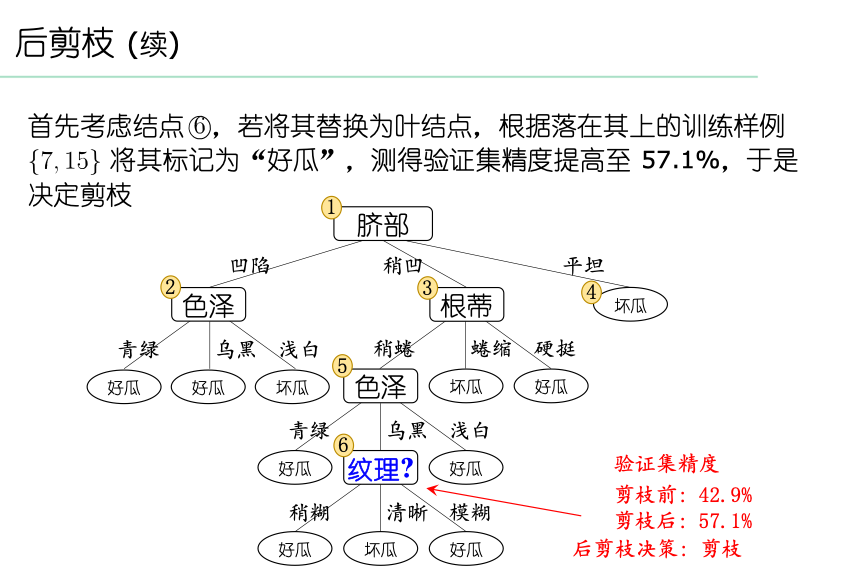 后剪枝 (续)
首先考虑结点⑥，若将其替换为叶结点，根据落在其上的训练样例
{7, 15} 将其标记为“好瓜”，测得验证集精度提高至 57.1%，于是
决定剪枝
1
脐部
凹陷 稍凹 平坦
2 3 4
色泽 根蒂 坏瓜
青绿 乌黑 浅白 稍蜷 蜷缩 硬挺
5
好瓜 好瓜 坏瓜 色泽 坏瓜 好瓜
青绿 乌黑 浅白
6
好瓜 纹理? 好瓜
稍糊 清晰 模糊
好瓜 坏瓜 好瓜
验证集精度
剪枝前: 42.9%
剪枝后: 57.1%
后剪枝决策: 剪枝